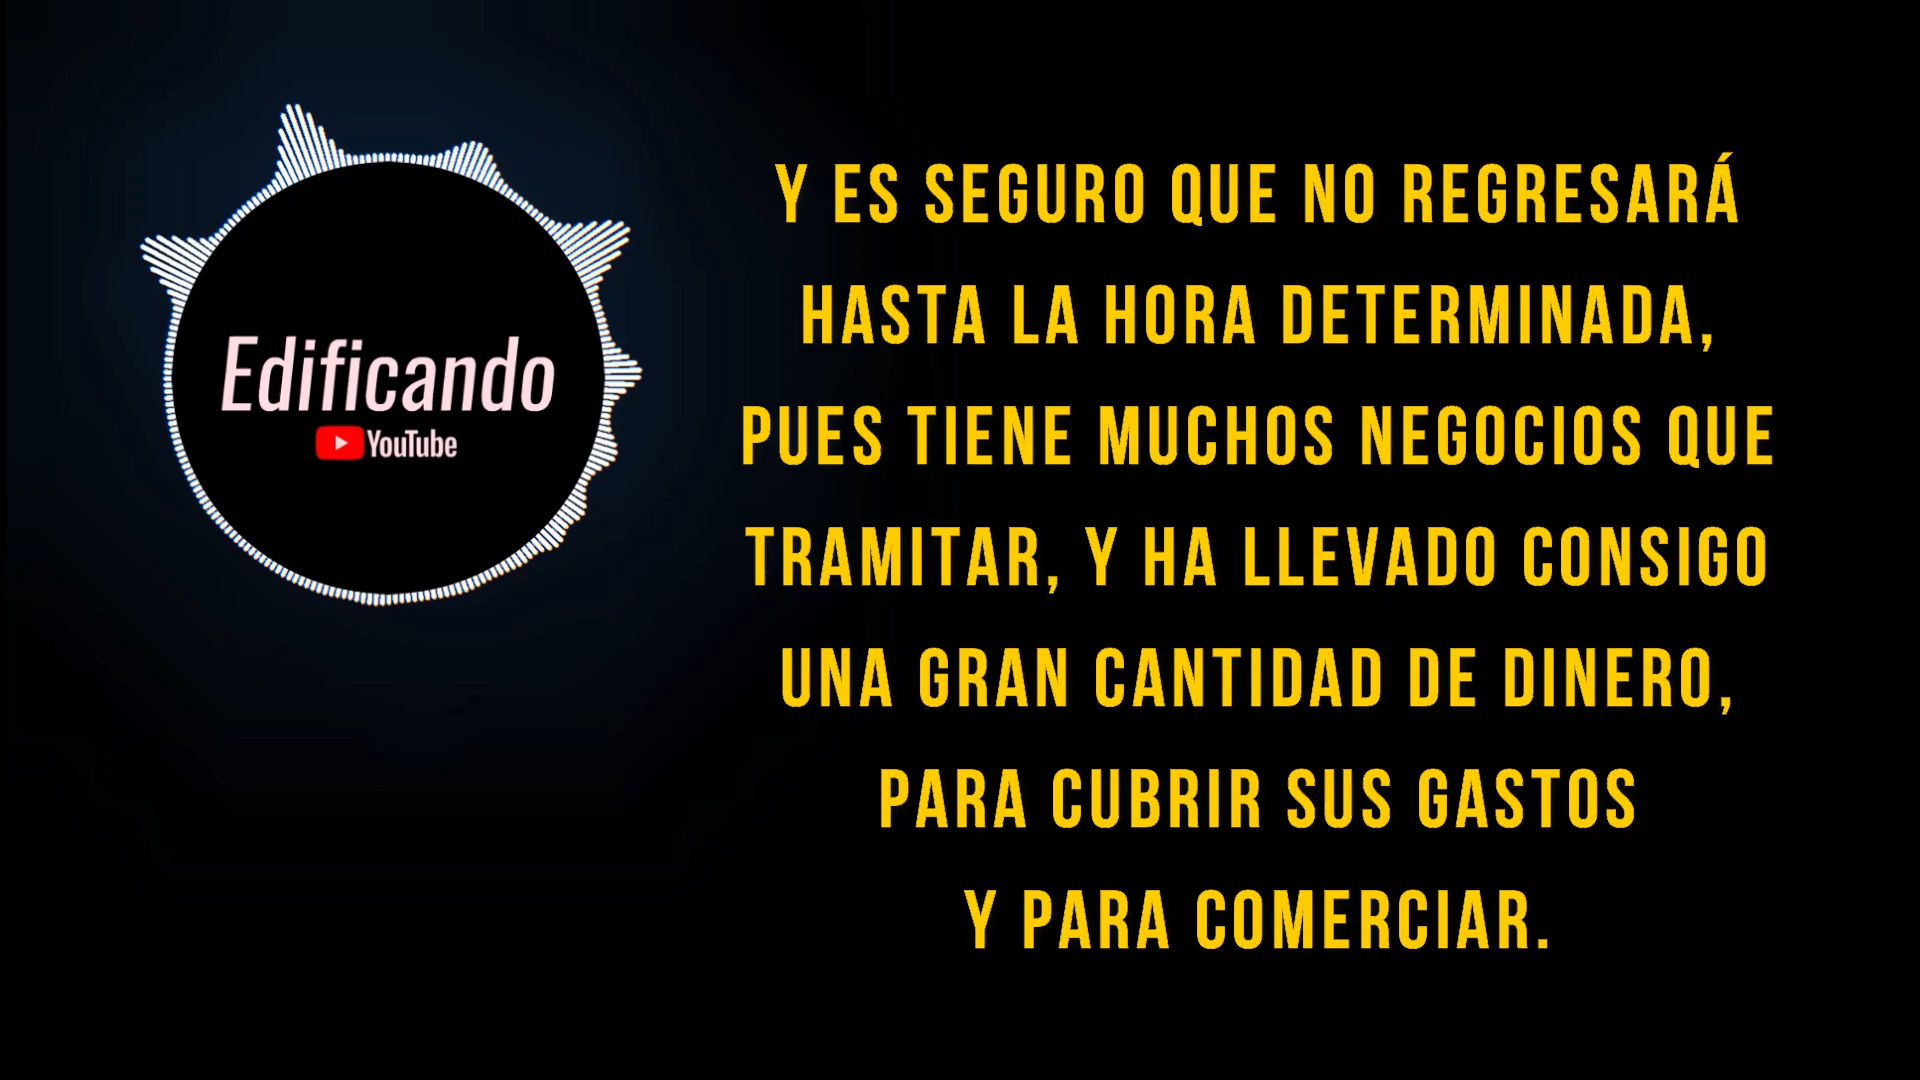 Edificando
YouTube
Y ES SEGURO QUE NO REGRESARÁ
HASTA LA HORA DETERMINADA,
PUES TIENE MUCHOS NEGOCIOS QUE
TRAMITAR, Y HA LLEVADO CONSIGO
UNA GRAN CANTIDAD DE DINERO,
PARA CUBRIR SUS GASTOS
Y PARA COMERCIAR.